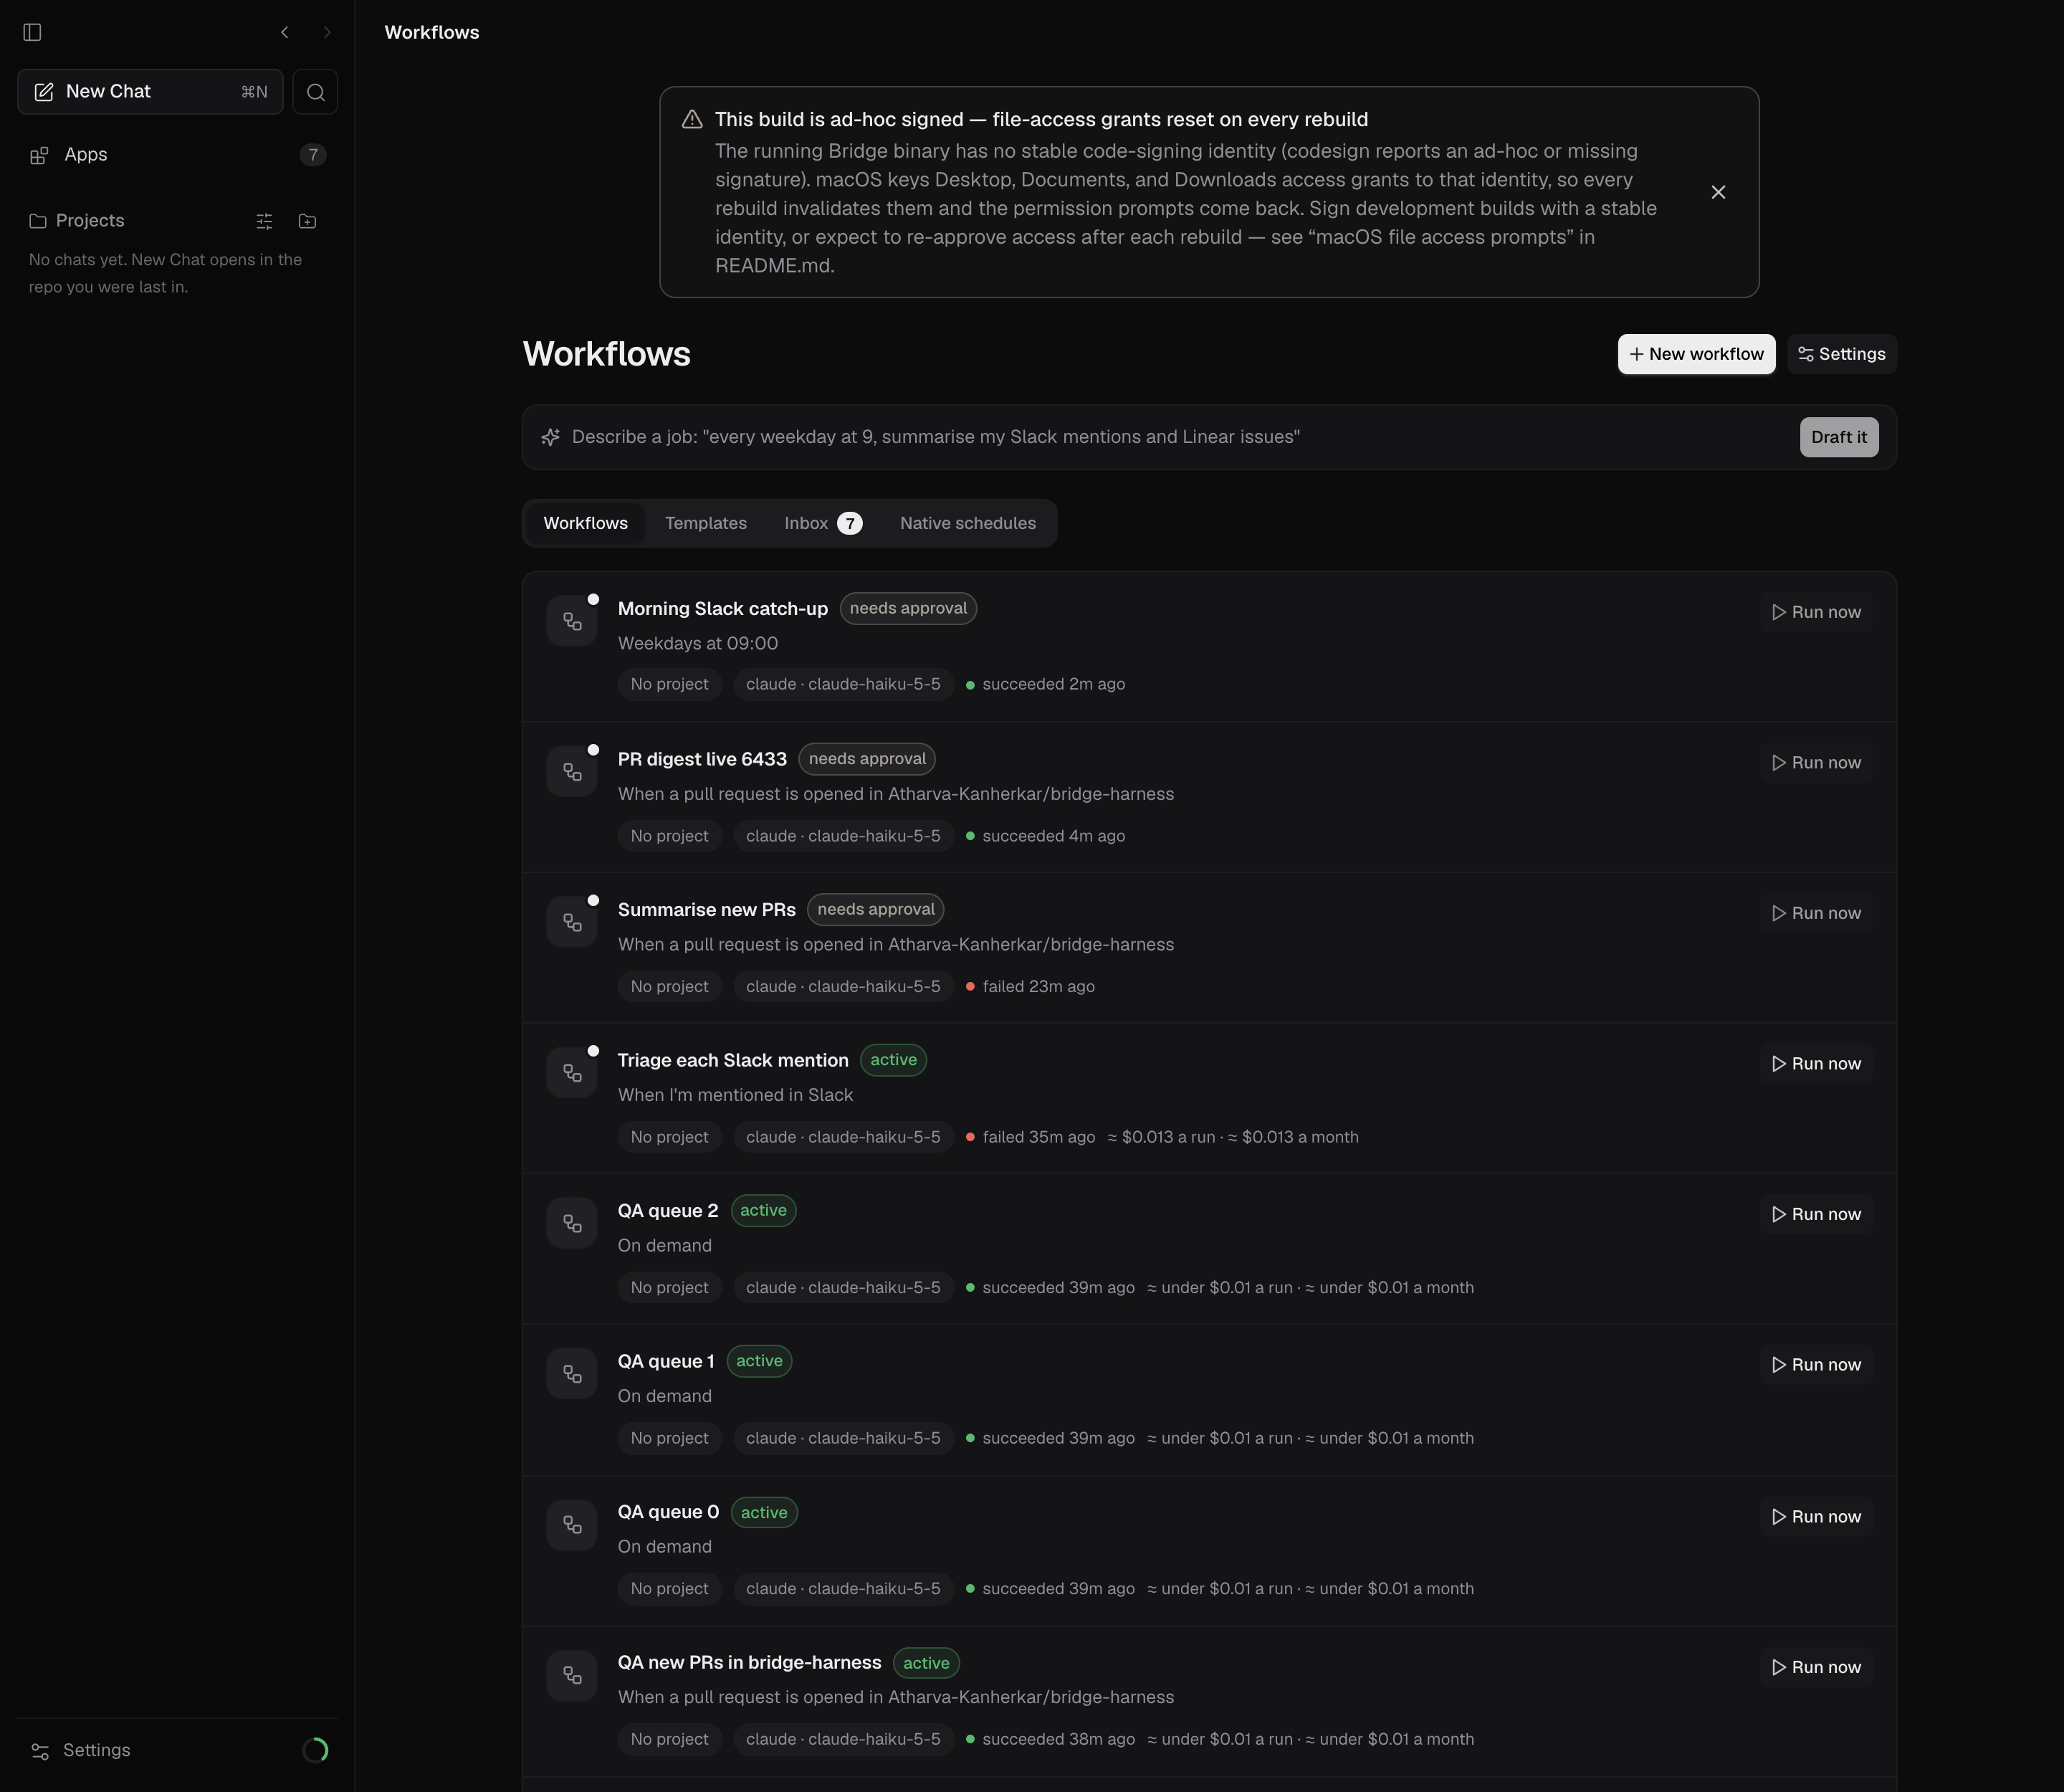 Workflows
New Chat ⌘N
Apps 7
Projects
No chats yet. New Chat opens in the
repo you were last in.
This build is ad-hoc signed — file-access grants reset on every rebuild
The running Bridge binary has no stable code-signing identity (codesign reports an ad-hoc or missing
signature). macOS keys Desktop, Documents, and Downloads access grants to that identity, so every
rebuild invalidates them and the permission prompts come back. Sign development builds with a stable
identity, or expect to re-approve access after each rebuild — see “macOS file access prompts” in
README.md.
Workflows
New workflow
Settings
Describe a job: "every weekday at 9, summarise my Slack mentions and Linear issues"
Draft it
Workflows Templates Inbox 7 Native schedules
Morning Slack catch-up needs approval Run now
Weekdays at 09:00
No project claude · claude-haiku-5-5 succeeded 2m ago
PR digest live 6433 needs approval Run now
When a pull request is opened in Atharva-Kanherkar/bridge-harness
No project claude · claude-haiku-5-5 succeeded 4m ago
Summarise new PRs needs approval Run now
When a pull request is opened in Atharva-Kanherkar/bridge-harness
No project claude · claude-haiku-5-5 failed 23m ago
Triage each Slack mention active Run now
When I'm mentioned in Slack
No project claude · claude-haiku-5-5 failed 35m ago ≈ $0.013 a run · ≈ $0.013 a month
QA queue 2 active Run now
On demand
No project claude · claude-haiku-5-5 succeeded 39m ago ≈ under $0.01 a run · ≈ under $0.01 a month
QA queue 1 active Run now
On demand
No project claude · claude-haiku-5-5 succeeded 39m ago ≈ under $0.01 a run · ≈ under $0.01 a month
QA queue 0 active Run now
On demand
No project claude · claude-haiku-5-5 succeeded 39m ago ≈ under $0.01 a run · ≈ under $0.01 a month
QA new PRs in bridge-harness active Run now
When a pull request is opened in Atharva-Kanherkar/bridge-harness
No project claude · claude-haiku-5-5 succeeded 38m ago ≈ under $0.01 a run · ≈ under $0.01 a month
Settings